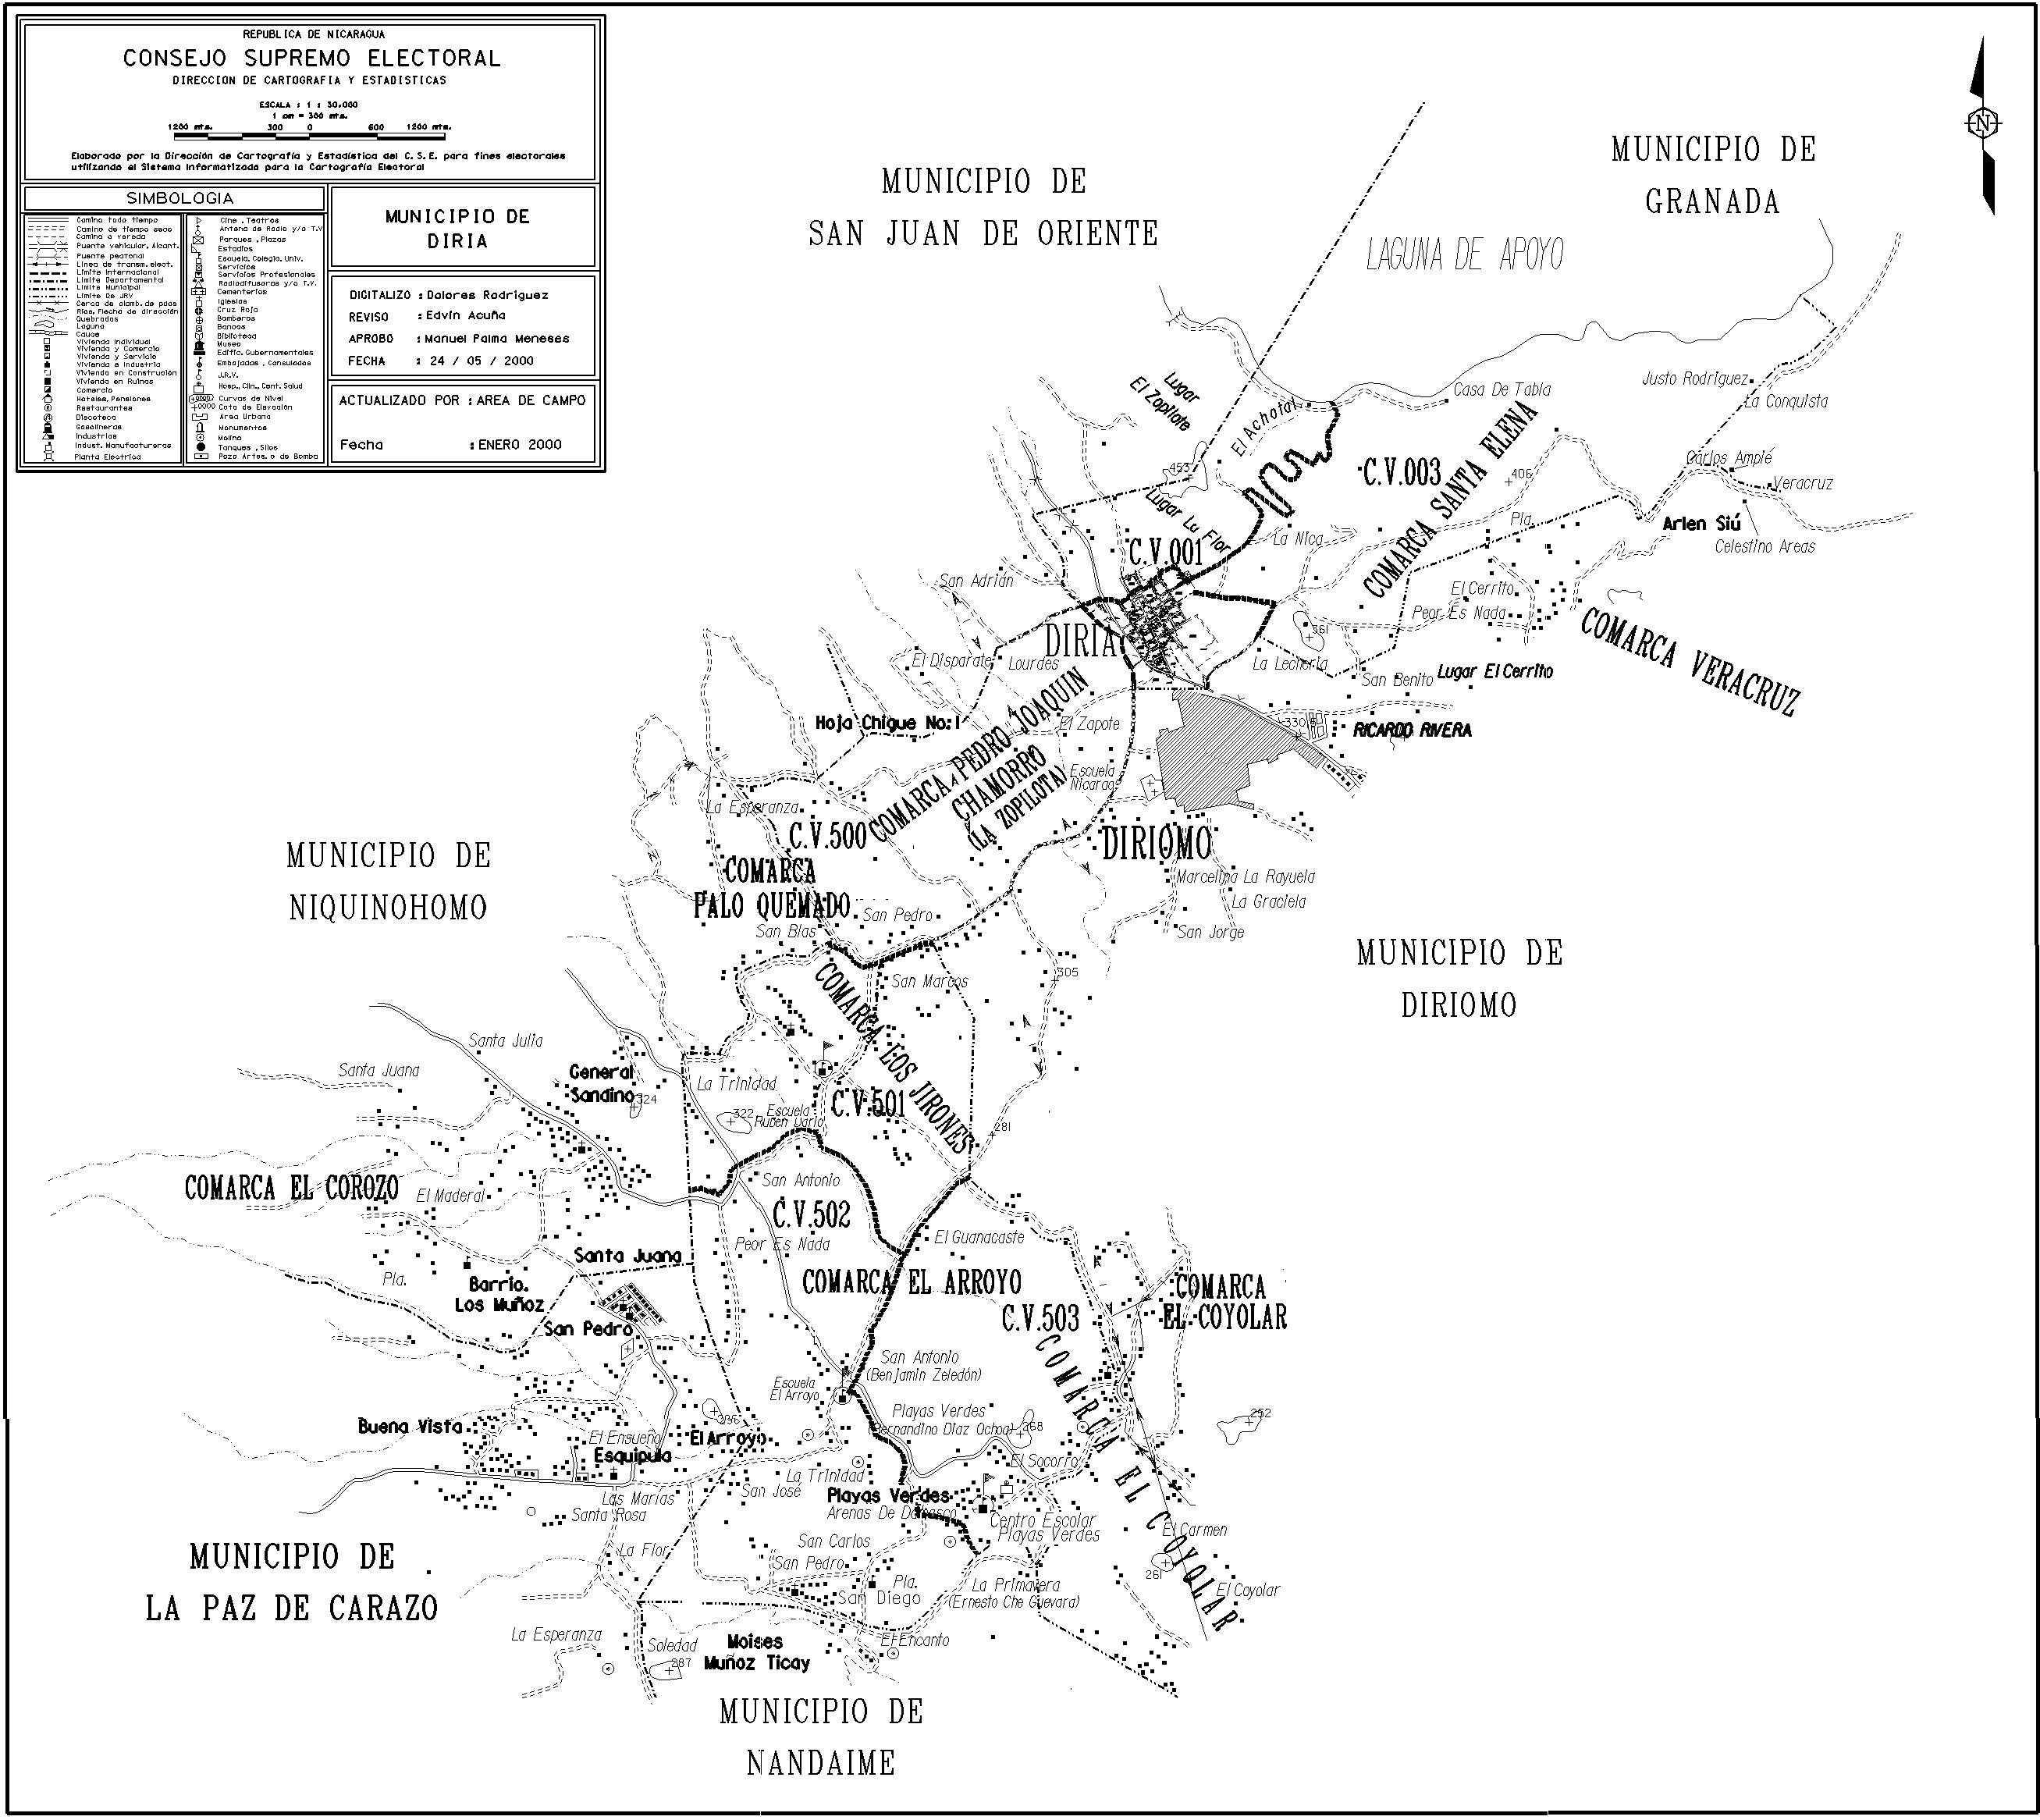 REPUBLICA DE NICARAGUA
CONSEJO SUPREMO ELECTORAL
DIRECCION DE CARTOGRAFIA Y ESTADISTICAS
ESCALA : 1 : 30,000
1 cm = 300 mts.
1200 mts. 300 0 600 1200 mts.
Elaborado por la Dirección de Cartografía y Estadística del C.S.E. para fines electorales
utilizando el Sistema Informatizado para la Cartografía Electoral
SIMBOLOGIA
Camino todo tiempo
Camino de tiempo seco
Camino o vereda
Puente vehicular, Alcant.
Puente peatonal
Linea de transm. elect.
Limite Internacional
Limite Departamental
Limite Municipal
Limite De JRV
Cerca de alamb. de puas
Rios, Flecha de dirección
Quebradas
Laguna
Cauce
Vivienda Individual
Vivienda y Comercio
Vivienda y Servicio
Vivienda e Industria
Vivienda en Construcion
Vivienda en Ruinas
Comercio
Hoteles, Pensiones
Restaurantes
Discoteca
Gasolineras
Industrias
Indust. Manufactureras
Planta Electrica
Cine , Teatros
Antena de Radio y/o T.V
Parques , Plazas
Estadios
Escuela, Colegio, Univ.
Servicios
Servicios Profesionales
Radiodifusoras y/o T.V.
Cementerios
Iglesias
Cruz Roja
Bomberos
Bancos
Biblioteca
Museo
Edific. Gubernamentales
Embajadas , Consulados
J.R.V.
Hosp., Clin., Cent. Salud
Curvas de Nivel
Cota de Elevación
Area Urbana
Monumentos
Molino
Tanques , Silos
Pozo Artes. o de Bomba
MUNICIPIO DE
DIRIA
DIGITALIZO : Dolores Rodríguez
REVISO : Edvin Acuña
APROBO : Manuel Palma Meneses
FECHA : 24 / 05 / 2000
ACTUALIZADO POR : AREA DE CAMPO
Fecha : ENERO 2000
N
MUNICIPIO DE
SAN JUAN DE ORIENTE
MUNICIPIO DE
GRANADA
LAGUNA DE APOYO
Lugar
El Zopilote
El Achotal
Casa De Tabla
Justo Rodríguez
La Conquista
453
C.V.003
COMARCA SANTA ELENA
406
Carlos Ampié
Veracruz
Lugar La Flor
Pla.
Arlen Siú
Celestino Areas
La Nica
C.V.001
San Adrián
El Cerrito
Peor Es Nada
COMARCA VERACRUZ
DIRIA
361
El Disparate
Lourdes
La Lecheria
San Benito
Lugar El Cerrito
Hoja Chigue No:1
El Zapote
330.6
RICARDO RIVERA
COMARCA PEDRO JOAQUIN
CHAMORRO
(LA ZOPILOTA)
Escuela
Nicarao
La Esperanza
C.V.500
DIRIOMO
MUNICIPIO DE
NIQUINOHOMO
COMARCA
PALO QUEMADO
Marcelina La Rayuela
La Graciela
San Pedro
San Blas
San Jorge
MUNICIPIO DE
DIRIOMO
San Marcos
305
COMARCA LOS JIRONES
Santa Julia
Santa Juana
General
Sandino
324
La Trinidad
322
Escuela
Rubén Darío
C.V.501
281
COMARCA EL COROZO
El Maderal
San Antonio
C.V.502
El Guanacaste
Peor Es Nada
Santa Juana
Pla.
Barrio.
Los Muñoz
COMARCA EL ARROYO
COMARCA
EL COYOLAR
C.V.503
San Pedro
San Antonio
(Benjamin Zeledón)
Escuela
El Arroyo
COMARCA EL COYOLAR
Playas Verdes
(Bernandino Díaz Ochoa)
268
252
Buena Vista
El Ensueño
El Arroyo
Esquipula
El Socorro
La Trinidad
San José
Playas Verdes
Arenas De Damasco
Las Marías
Santa Rosa
Centro Escolar
Playas Verdes
El Carmen
San Carlos
San Pedro
La Flor
261
MUNICIPIO DE
LA PAZ DE CARAZO
Pla.
San Diego
La Primavera
(Ernesto Che Guevara)
El Coyolar
La Esperanza
Soledad
287
Moises
Muñoz Ticay
El Encanto
MUNICIPIO DE
NANDAIME